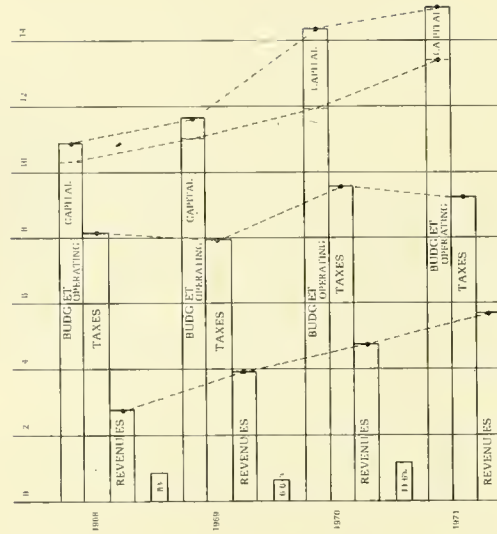 14
12
10
8
6
4
2
0
BUDGET
OPERATING
CAPITAL
TAXES
REVENUES
1968
BUDGET
OPERATING
CAPITAL
TAXES
REVENUES
1969
BUDGET
OPERATING
CAPITAL
TAXES
REVENUES
1970
BUDGET
OPERATING
CAPITAL
TAXES
REVENUES
1971